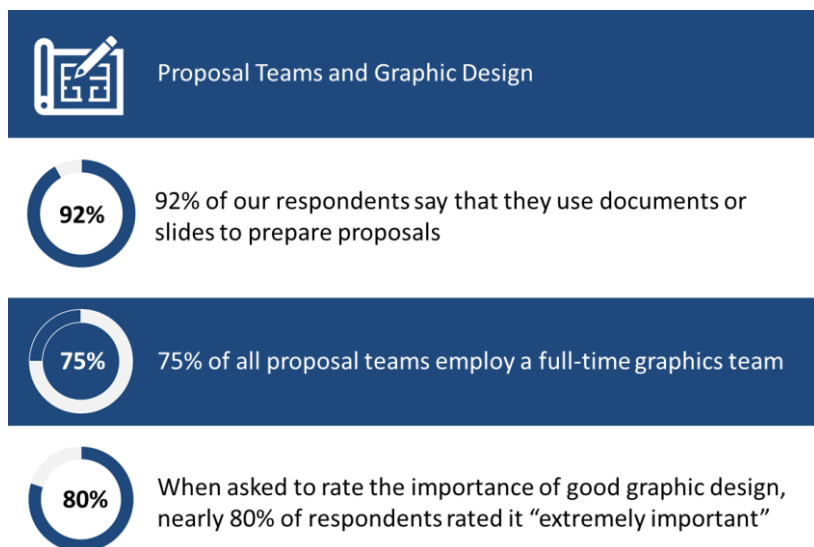 Proposal Teams and Graphic Design
92%
92% of our respondents say that they use documents or
slides to prepare proposals
75%
75% of all proposal teams employ a full-time graphics team
80%
When asked to rate the importance of good graphic design,
nearly 80% of respondents rated it “extremely important”